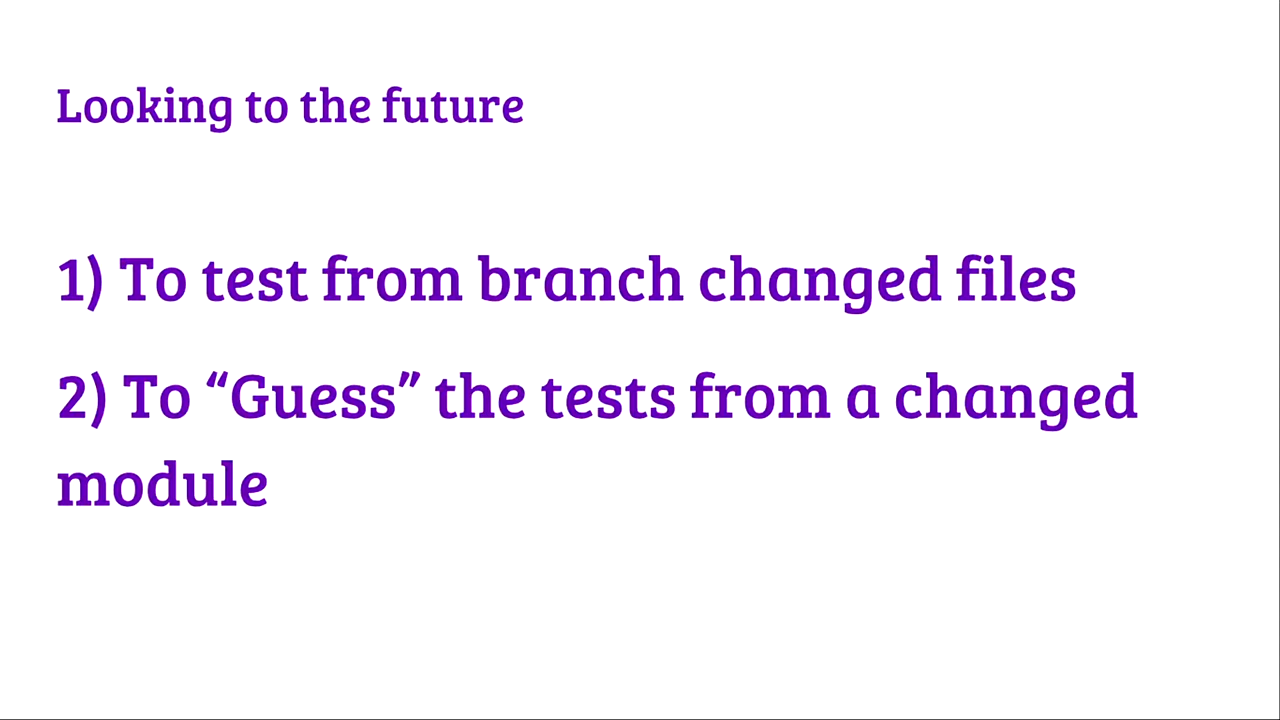 Looking to the future
1) To test from branch changed files
2) To “Guess” the tests from a changed
module